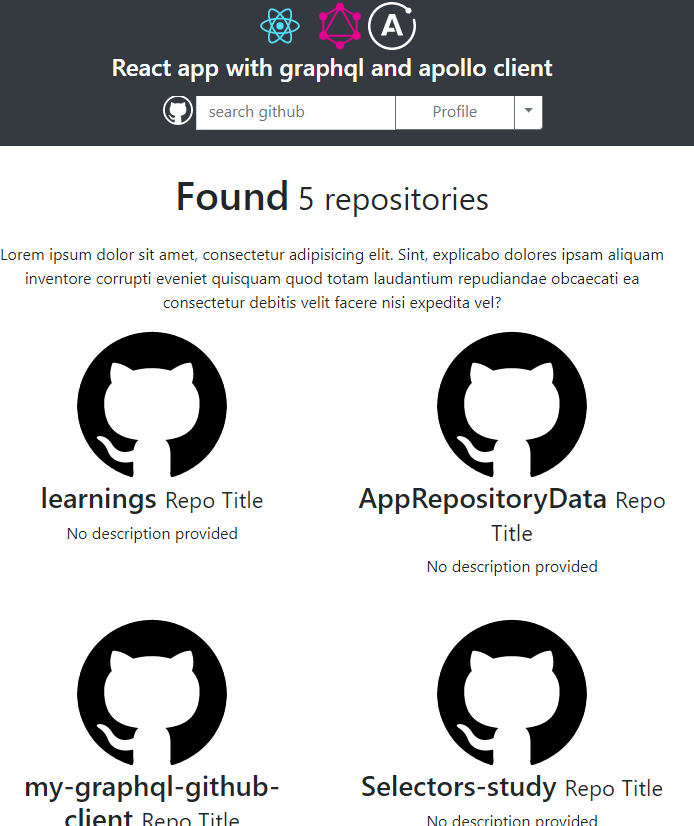 React app with graphql and apollo client
search github
Profile
Found 5 repositories
Lorem ipsum dolor sit amet, consectetur adipisicing elit. Sint, explicabo dolores ipsam aliquam
inventore corrupti eveniet quisquam quod totam laudantium repudiandae obcaecati ea
consectetur debitis velit facere nisi expedita vel?
learnings Repo Title
No description provided
AppRepositoryData Repo
Title
No description provided
my-graphql-github-
client Repo Title
Selectors-study Repo Title
No description provided